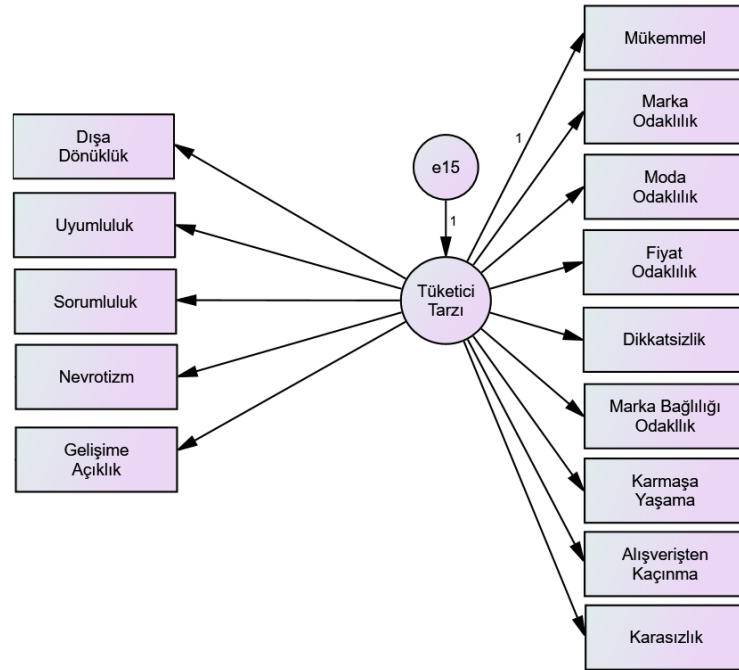 Dışa
Dönüklük
Uyumluluk
Sorumluluk
Nevrotizm
Gelişime
Açıklık
e15
1
Tüketici
Tarzı
1
Mükemmel
Marka
Odaklılık
Moda
Odaklılık
Fiyat
Odaklılık
Dikkatsizlik
Marka Bağlılığı
Odakllık
Karmaşa
Yaşama
Alışverişten
Kaçınma
Karasızlık